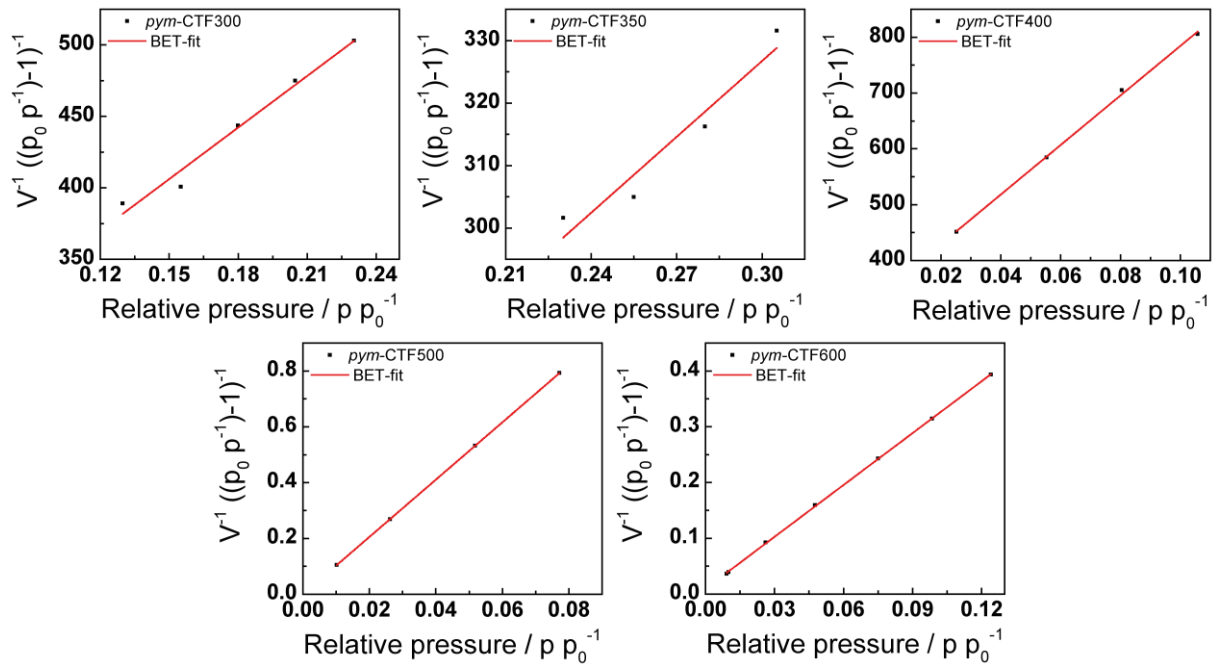 pym-CTF300
BET-fit
500
450
400
350
0.12 0.15 0.18 0.21 0.24
V⁻¹ ((p₀ p⁻¹)-1)⁻¹
Relative pressure / p p₀⁻¹
pym-CTF350
BET-fit
330
315
300
0.21 0.24 0.27 0.30
V⁻¹ ((p₀ p⁻¹)-1)⁻¹
Relative pressure / p p₀⁻¹
pym-CTF400
BET-fit
800
700
600
500
400
0.02 0.04 0.06 0.08 0.10
V⁻¹ ((p₀ p⁻¹)-1)⁻¹
Relative pressure / p p₀⁻¹
pym-CTF500
BET-fit
0.8
0.6
0.4
0.2
0.0
0.00 0.02 0.04 0.06 0.08
V⁻¹ ((p₀ p⁻¹)-1)⁻¹
Relative pressure / p p₀⁻¹
pym-CTF600
BET-fit
0.4
0.3
0.2
0.1
0.0
0.00 0.03 0.06 0.09 0.12
V⁻¹ ((p₀ p⁻¹)-1)⁻¹
Relative pressure / p p₀⁻¹